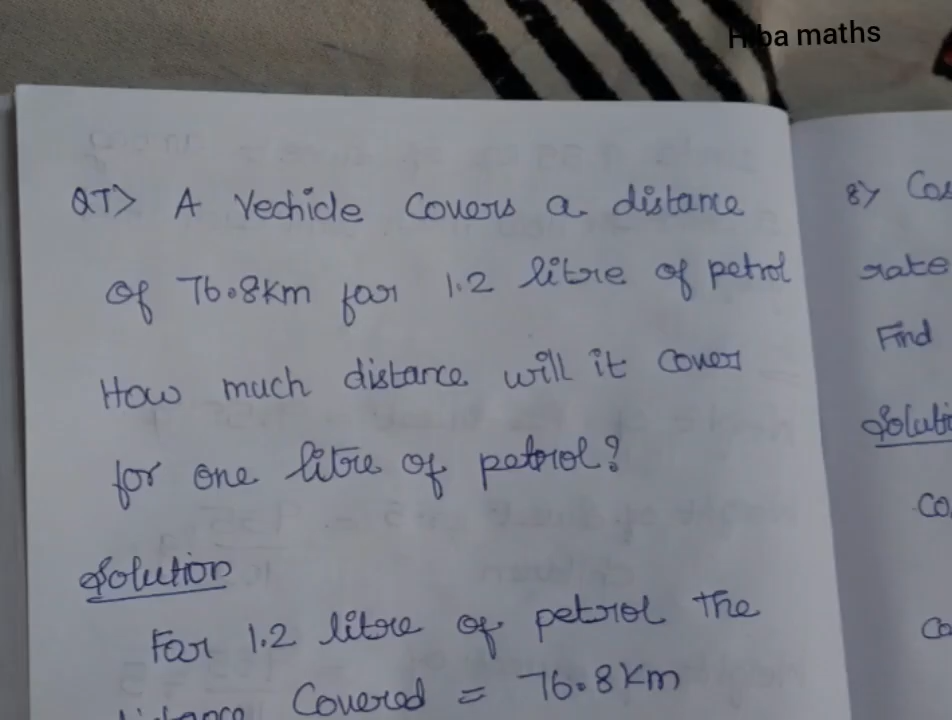 Hiba maths
Q7> A Vechicle Covers a distance
of 76.8km for 1.2 litre of petrol
How much distance will it cover
for one litre of petrol?
Solution
For 1.2 litre of petrol the
distance Covered = 76.8km
8> Cos
rate
Find
Soluti
Co
Co